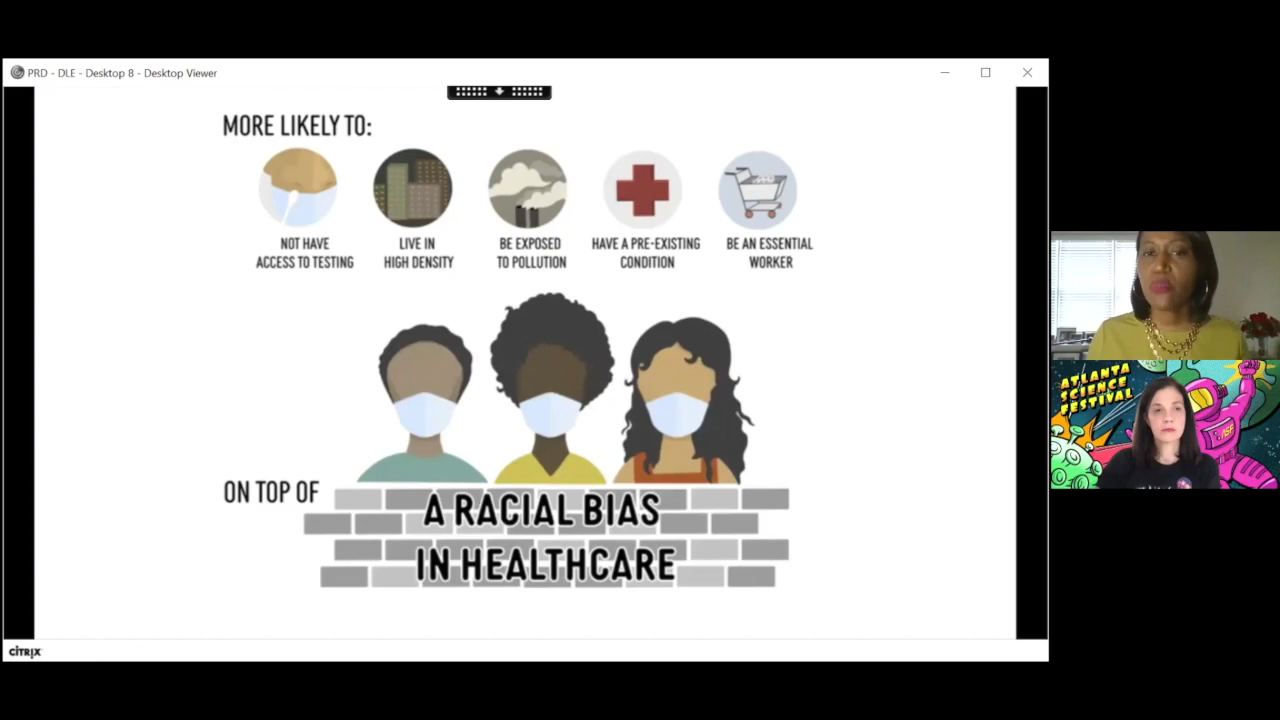 PRD - DLE - Desktop 8 - Desktop Viewer
MORE LIKELY TO:
NOT HAVE
ACCESS TO TESTING
LIVE IN
HIGH DENSITY
BE EXPOSED
TO POLLUTION
HAVE A PRE-EXISTING
CONDITION
BE AN ESSENTIAL
WORKER
ON TOP OF
A RACIAL BIAS
IN HEALTHCARE
CITRIX
ATLANTA
SCIENCE
FESTIVAL
ASF